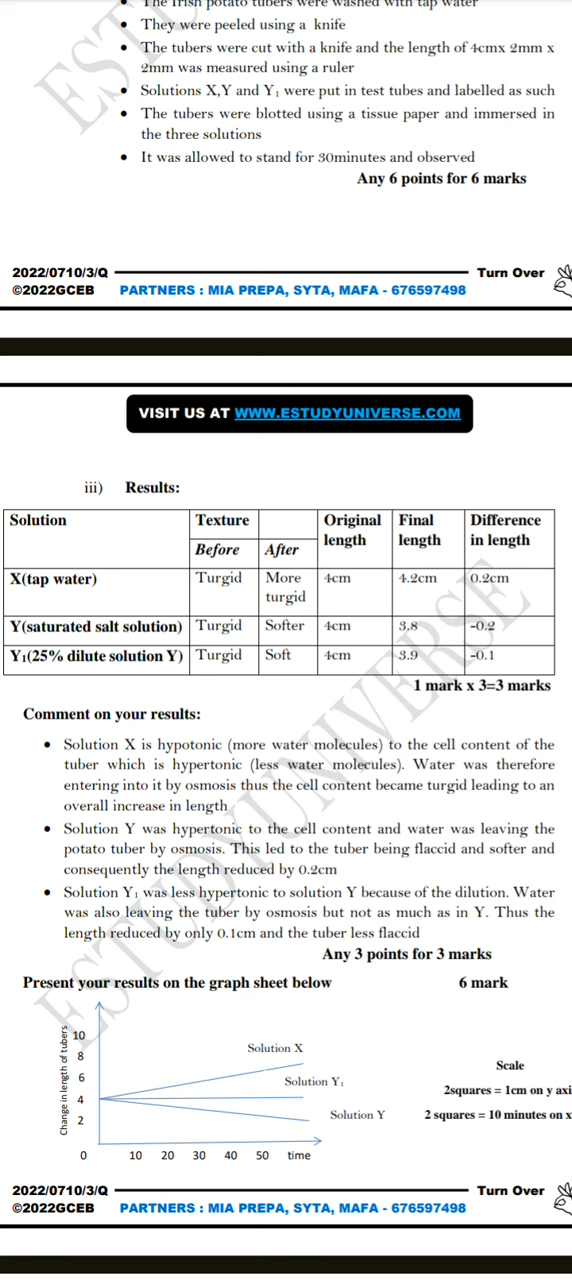 • The Irish potato tubers were washed with tap water
• They were peeled using a knife
• The tubers were cut with a knife and the length of 4cmx 2mm x
2mm was measured using a ruler
• Solutions X,Y and Y₁ were put in test tubes and labelled as such
• The tubers were blotted using a tissue paper and immersed in
the three solutions
• It was allowed to stand for 30minutes and observed
Any 6 points for 6 marks
2022/0710/3/Q Turn Over
©2022GCEB PARTNERS : MIA PREPA, SYTA, MAFA - 676597498
VISIT US AT WWW.ESTUDYUNIVERSE.COM
iii) Results:
Solution Texture Original length Final length Difference in length
Before After
X(tap water) Turgid More turgid 4cm 4.2cm 0.2cm
Y(saturated salt solution) Turgid Softer 4cm 3.8 -0.2
Y₁(25% dilute solution Y) Turgid Soft 4cm 3.9 -0.1
1 mark x 3=3 marks
Comment on your results:
• Solution X is hypotonic (more water molecules) to the cell content of the
tuber which is hypertonic (less water molecules). Water was therefore
entering into it by osmosis thus the cell content became turgid leading to an
overall increase in length
• Solution Y was hypertonic to the cell content and water was leaving the
potato tuber by osmosis. This led to the tuber being flaccid and softer and
consequently the length reduced by 0.2cm
• Solution Y₁ was less hypertonic to solution Y because of the dilution. Water
was also leaving the tuber by osmosis but not as much as in Y. Thus the
length reduced by only 0.1cm and the tuber less flaccid
Any 3 points for 3 marks
Present your results on the graph sheet below 6 mark
Change in length of tubers
10
8
6
4
2
0 10 20 30 40 50 time
Solution X
Solution Y₁
Solution Y
Scale
2squares = 1cm on y axi
2 squares = 10 minutes on x
2022/0710/3/Q Turn Over
©2022GCEB PARTNERS : MIA PREPA, SYTA, MAFA - 676597498
ESTUDYUNIVERSE